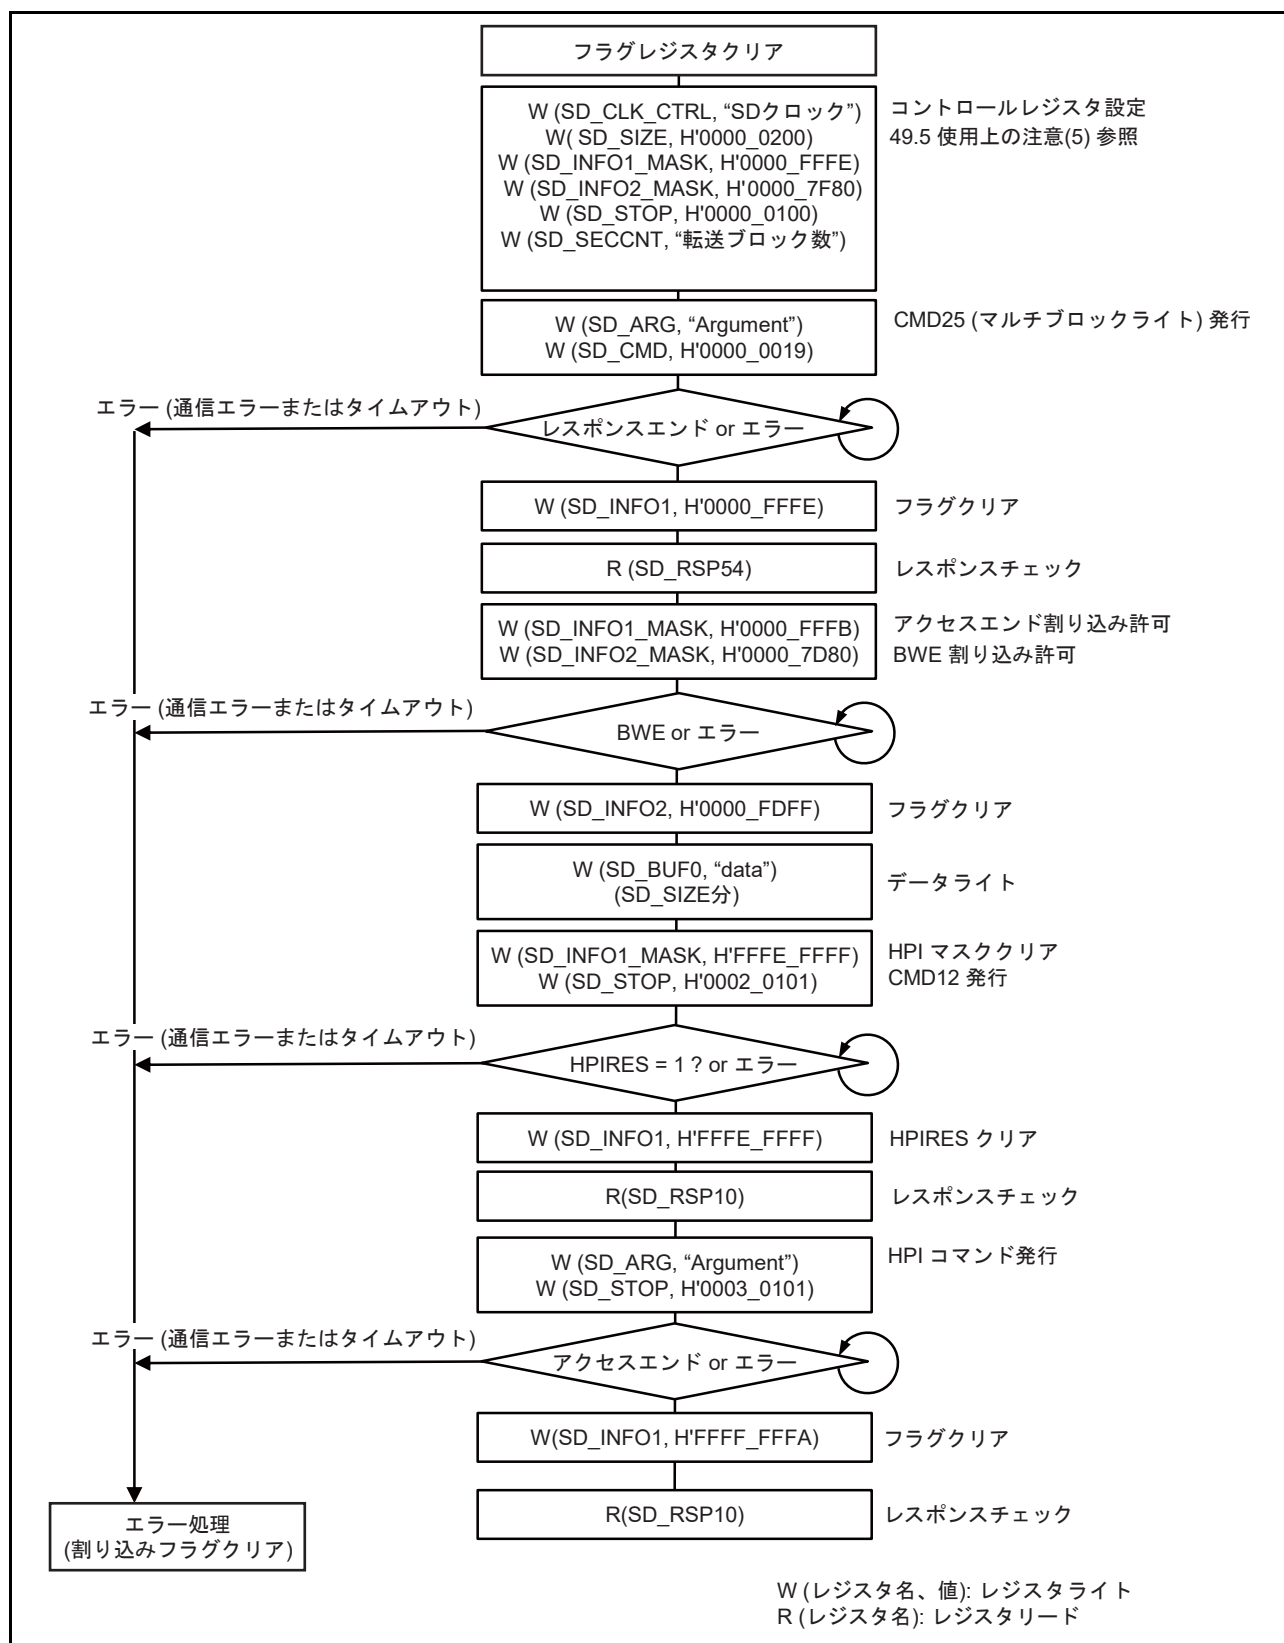 フラグレジスタクリア
W (SD_CLK_CTRL, “SDクロック”)
W( SD_SIZE, H'0000_0200)
W (SD_INFO1_MASK, H'0000_FFFE)
W (SD_INFO2_MASK, H'0000_7F80)
W (SD_STOP, H'0000_0100)
W (SD_SECCNT, “転送ブロック数”)
コントロールレジスタ設定
49.5 使用上の注意(5) 参照
W (SD_ARG, “Argument”)
W (SD_CMD, H'0000_0019)
CMD25 (マルチブロックライト) 発行
エラー (通信エラーまたはタイムアウト)
レスポンスエンド or エラー
W (SD_INFO1, H'0000_FFFE)
フラグクリア
R (SD_RSP54)
レスポンスチェック
W (SD_INFO1_MASK, H'0000_FFFB)
W (SD_INFO2_MASK, H'0000_7D80)
アクセスエンド割り込み許可
BWE 割り込み許可
エラー (通信エラーまたはタイムアウト)
BWE or エラー
W (SD_INFO2, H'0000_FDFF)
フラグクリア
W (SD_BUF0, “data”)
(SD_SIZE分)
データライト
W (SD_INFO1_MASK, H'FFFE_FFFF)
W (SD_STOP, H'0002_0101)
HPI マスククリア
CMD12 発行
エラー (通信エラーまたはタイムアウト)
HPIRES = 1 ? or エラー
W (SD_INFO1, H'FFFE_FFFF)
HPIRES クリア
R(SD_RSP10)
レスポンスチェック
W (SD_ARG, “Argument”)
W (SD_STOP, H'0003_0101)
HPI コマンド発行
エラー (通信エラーまたはタイムアウト)
アクセスエンド or エラー
W(SD_INFO1, H'FFFF_FFFA)
フラグクリア
R(SD_RSP10)
レスポンスチェック
エラー処理
(割り込みフラグクリア)
W (レジスタ名、値): レジスタライト
R (レジスタ名): レジスタリード